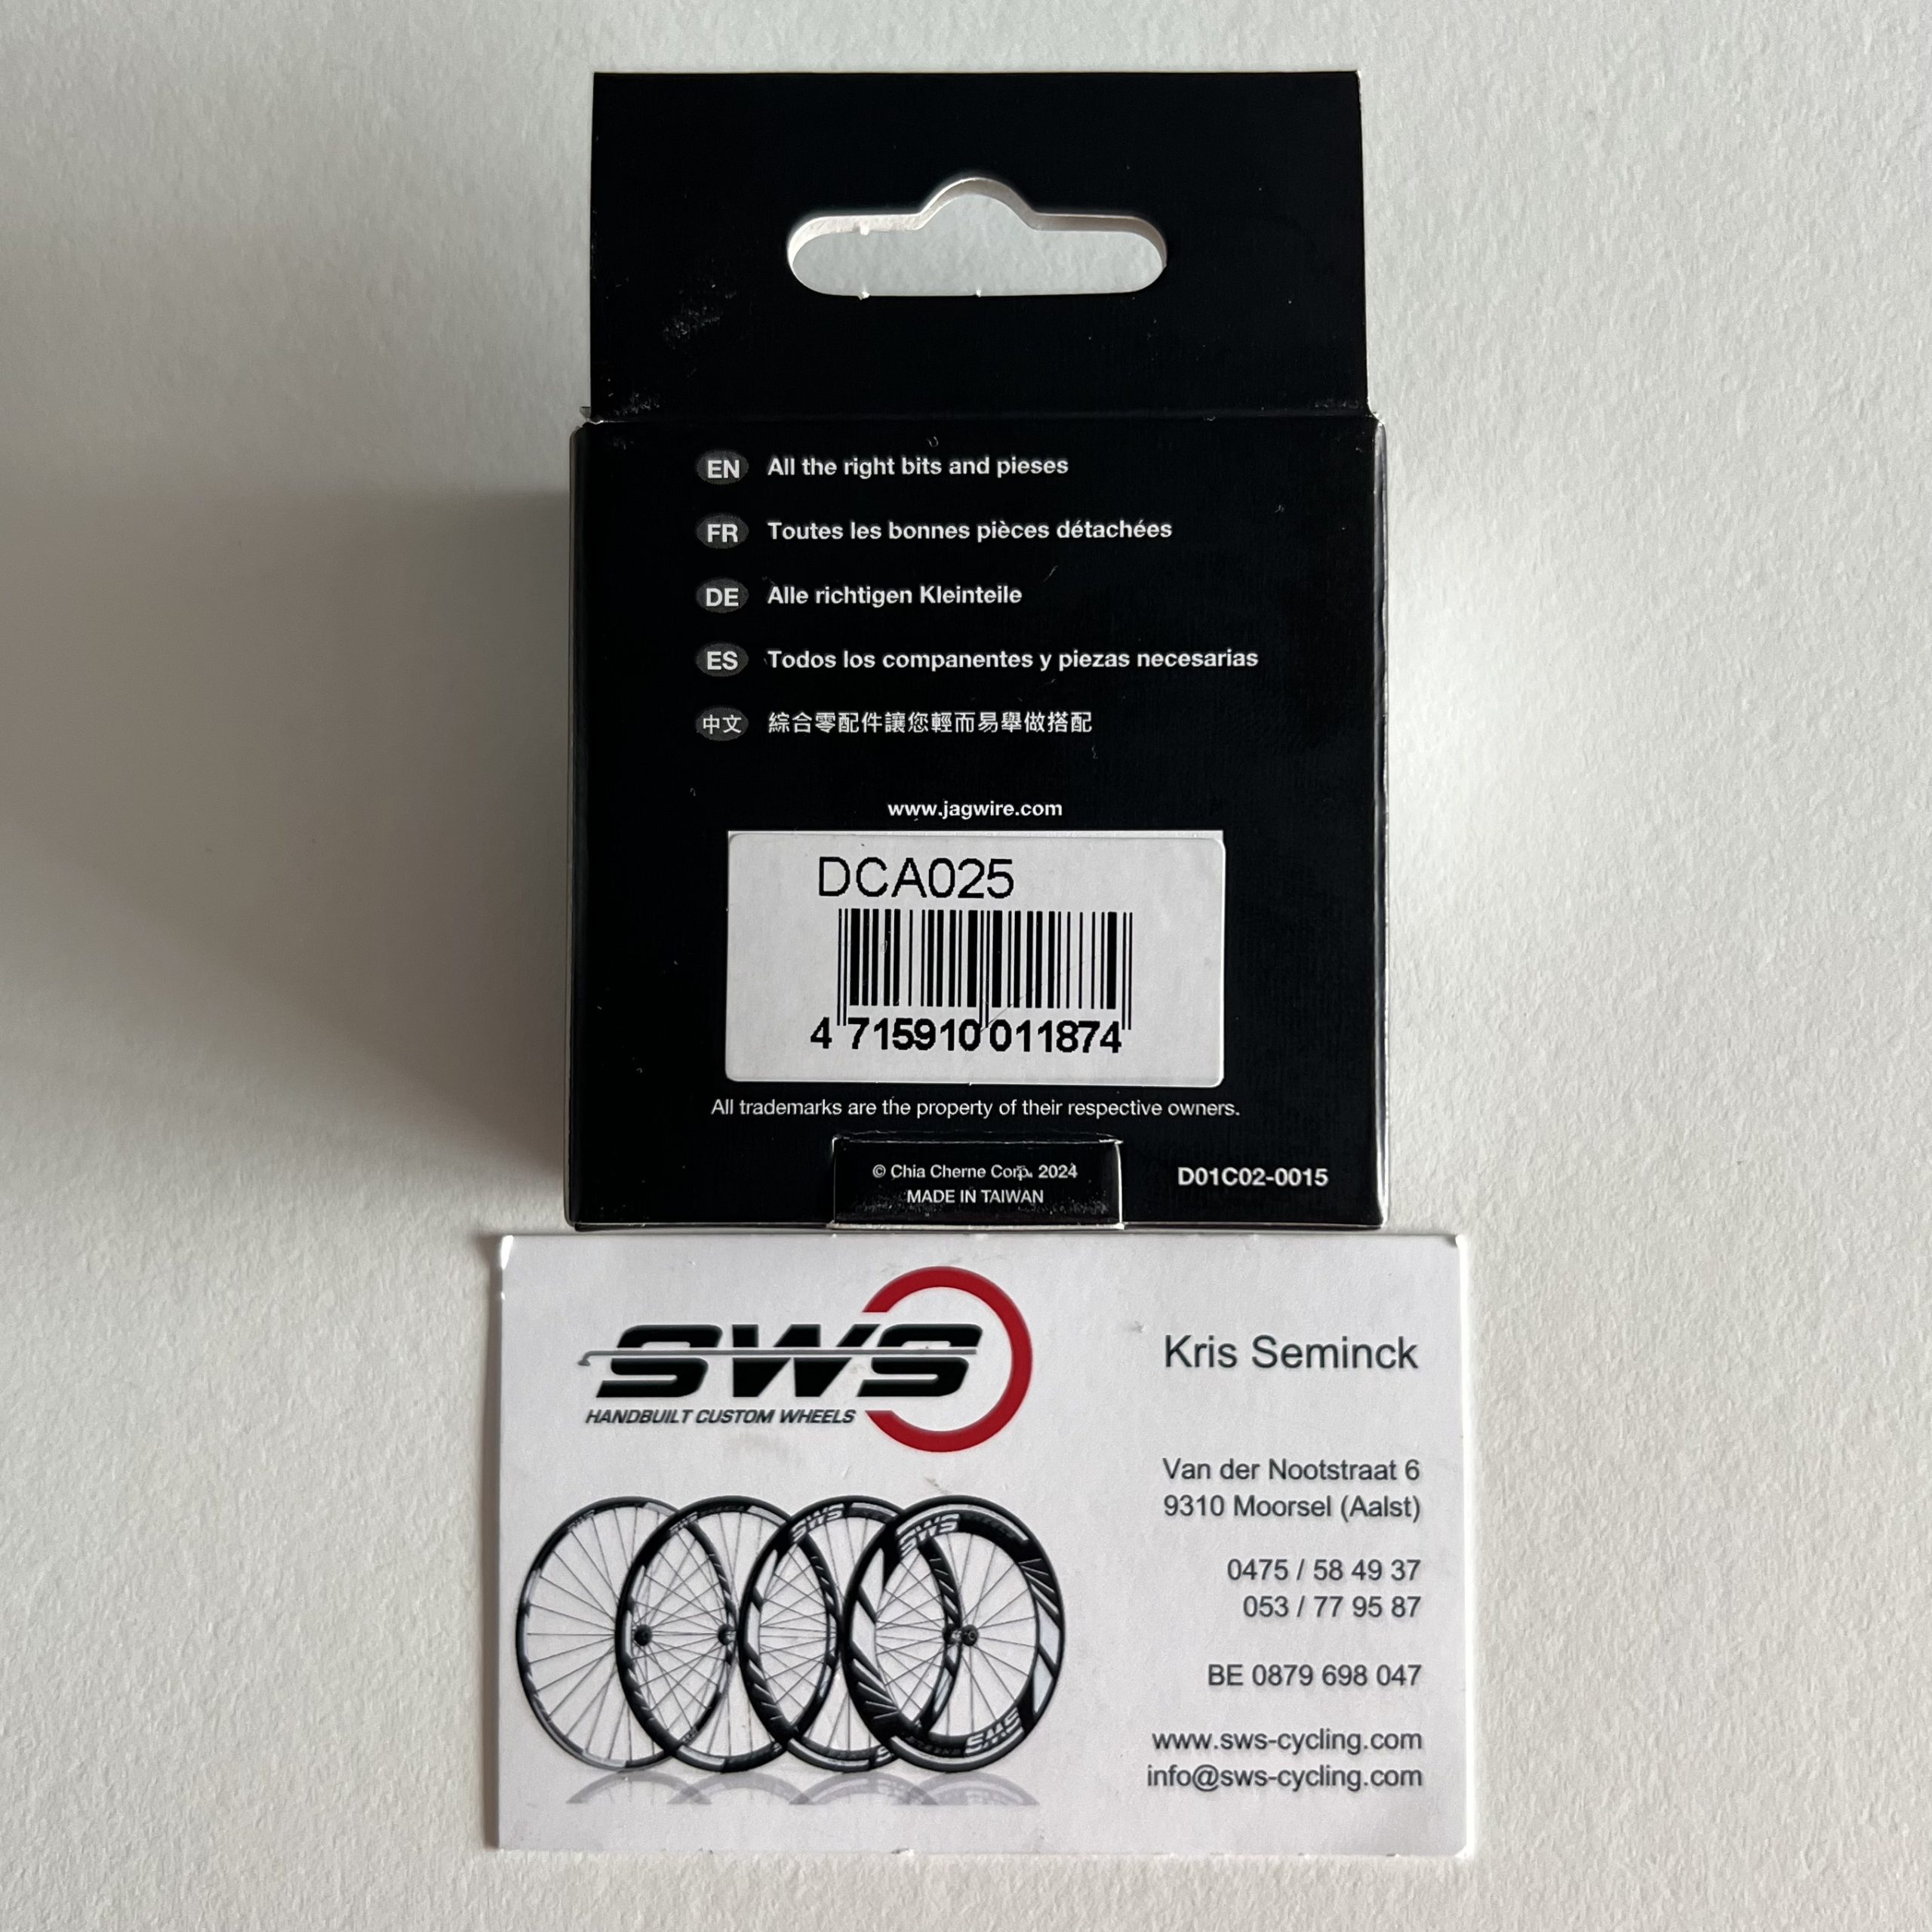 EN All the right bits and pieses
FR Toutes les bonnes pièces détachées
DE Alle richtigen Kleinteile
ES Todos los companentes y piezas necesarias
中文 綜合零配件讓您輕而易舉做搭配
www.jagwire.com
DCA025
4 715910 011874
All trademarks are the property of their respective owners.
© Chia Cherne Corp. 2024
MADE IN TAIWAN
D01C02-0015
SWS
HANDBUILT CUSTOM WHEELS
Kris Seminck
Van der Nootstraat 6
9310 Moorsel (Aalst)
0475 / 58 49 37
053 / 77 95 87
BE 0879 698 047
www.sws-cycling.com
info@sws-cycling.com
SWS
SWS
SWS